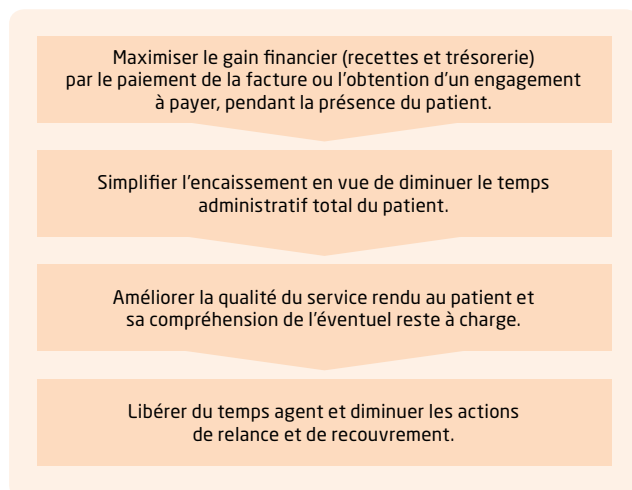 Maximiser le gain financier (recettes et trésorerie)
par le paiement de la facture ou l'obtention d'un engagement
à payer, pendant la présence du patient.
Simplifier l'encaissement en vue de diminuer le temps
administratif total du patient.
Améliorer la qualité du service rendu au patient et
sa compréhension de l'éventuel reste à charge.
Libérer du temps agent et diminuer les actions
de relance et de recouvrement.